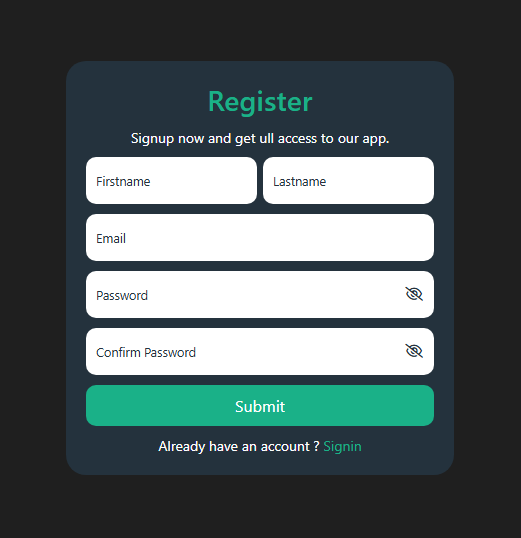 Register
Signup now and get ull access to our app.
Firstname
Lastname
Email
Password
Confirm Password
Submit
Already have an account ? Signin